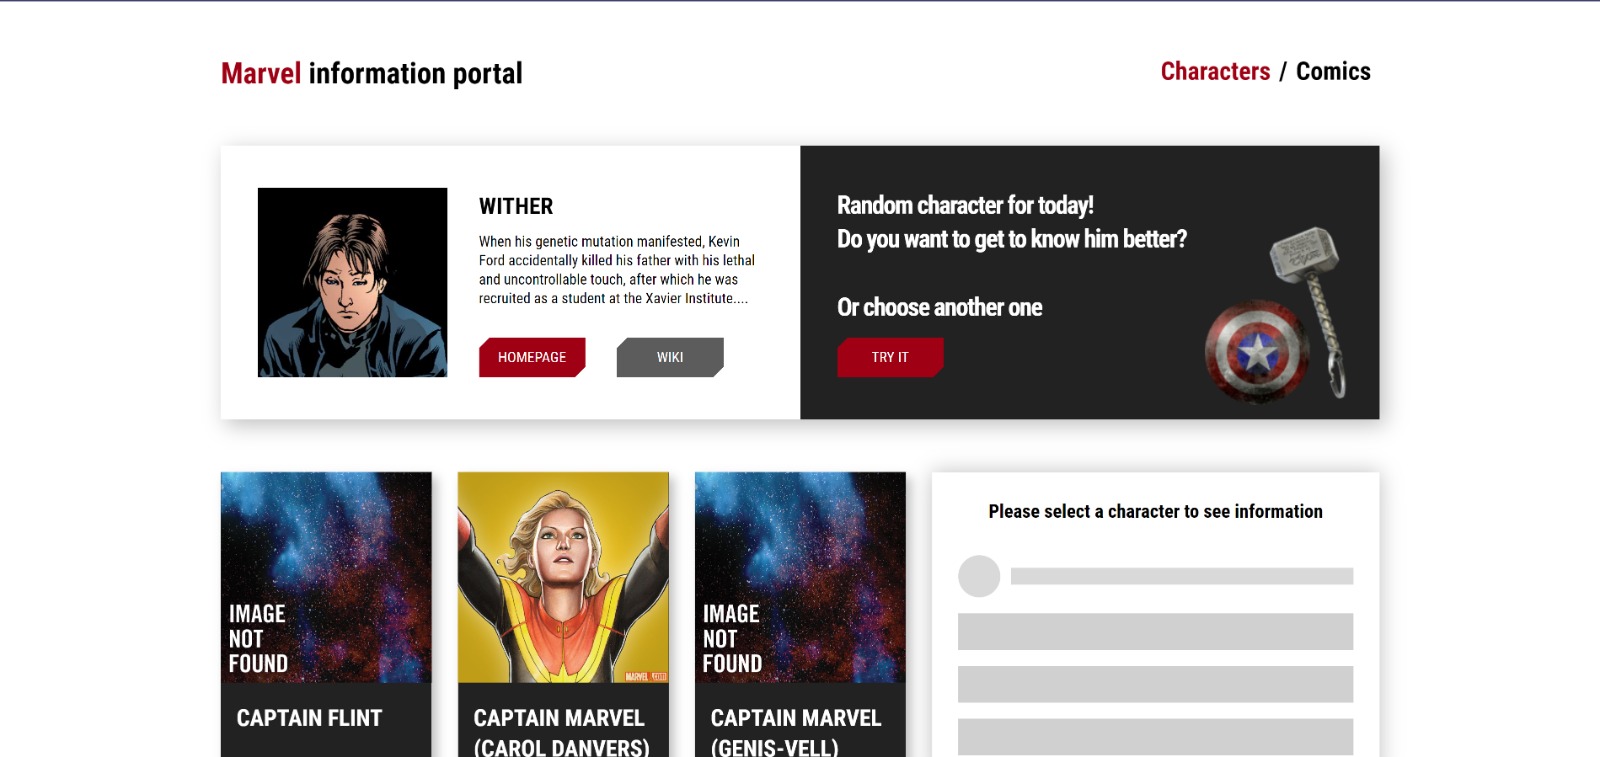 Marvel information portal
Characters / Comics
WITHER
When his genetic mutation manifested, Kevin
Ford accidentally killed his father with his lethal
and uncontrollable touch, after which he was
recruited as a student at the Xavier Institute....
HOMEPAGE
WIKI
Random character for today!
Do you want to get to know him better?
Or choose another one
TRY IT
IMAGE
NOT
FOUND
CAPTAIN FLINT
MARVEL
CAPTAIN MARVEL
(CAROL DANVERS)
IMAGE
NOT
FOUND
CAPTAIN MARVEL
(GENIS-VELL)
Please select a character to see information